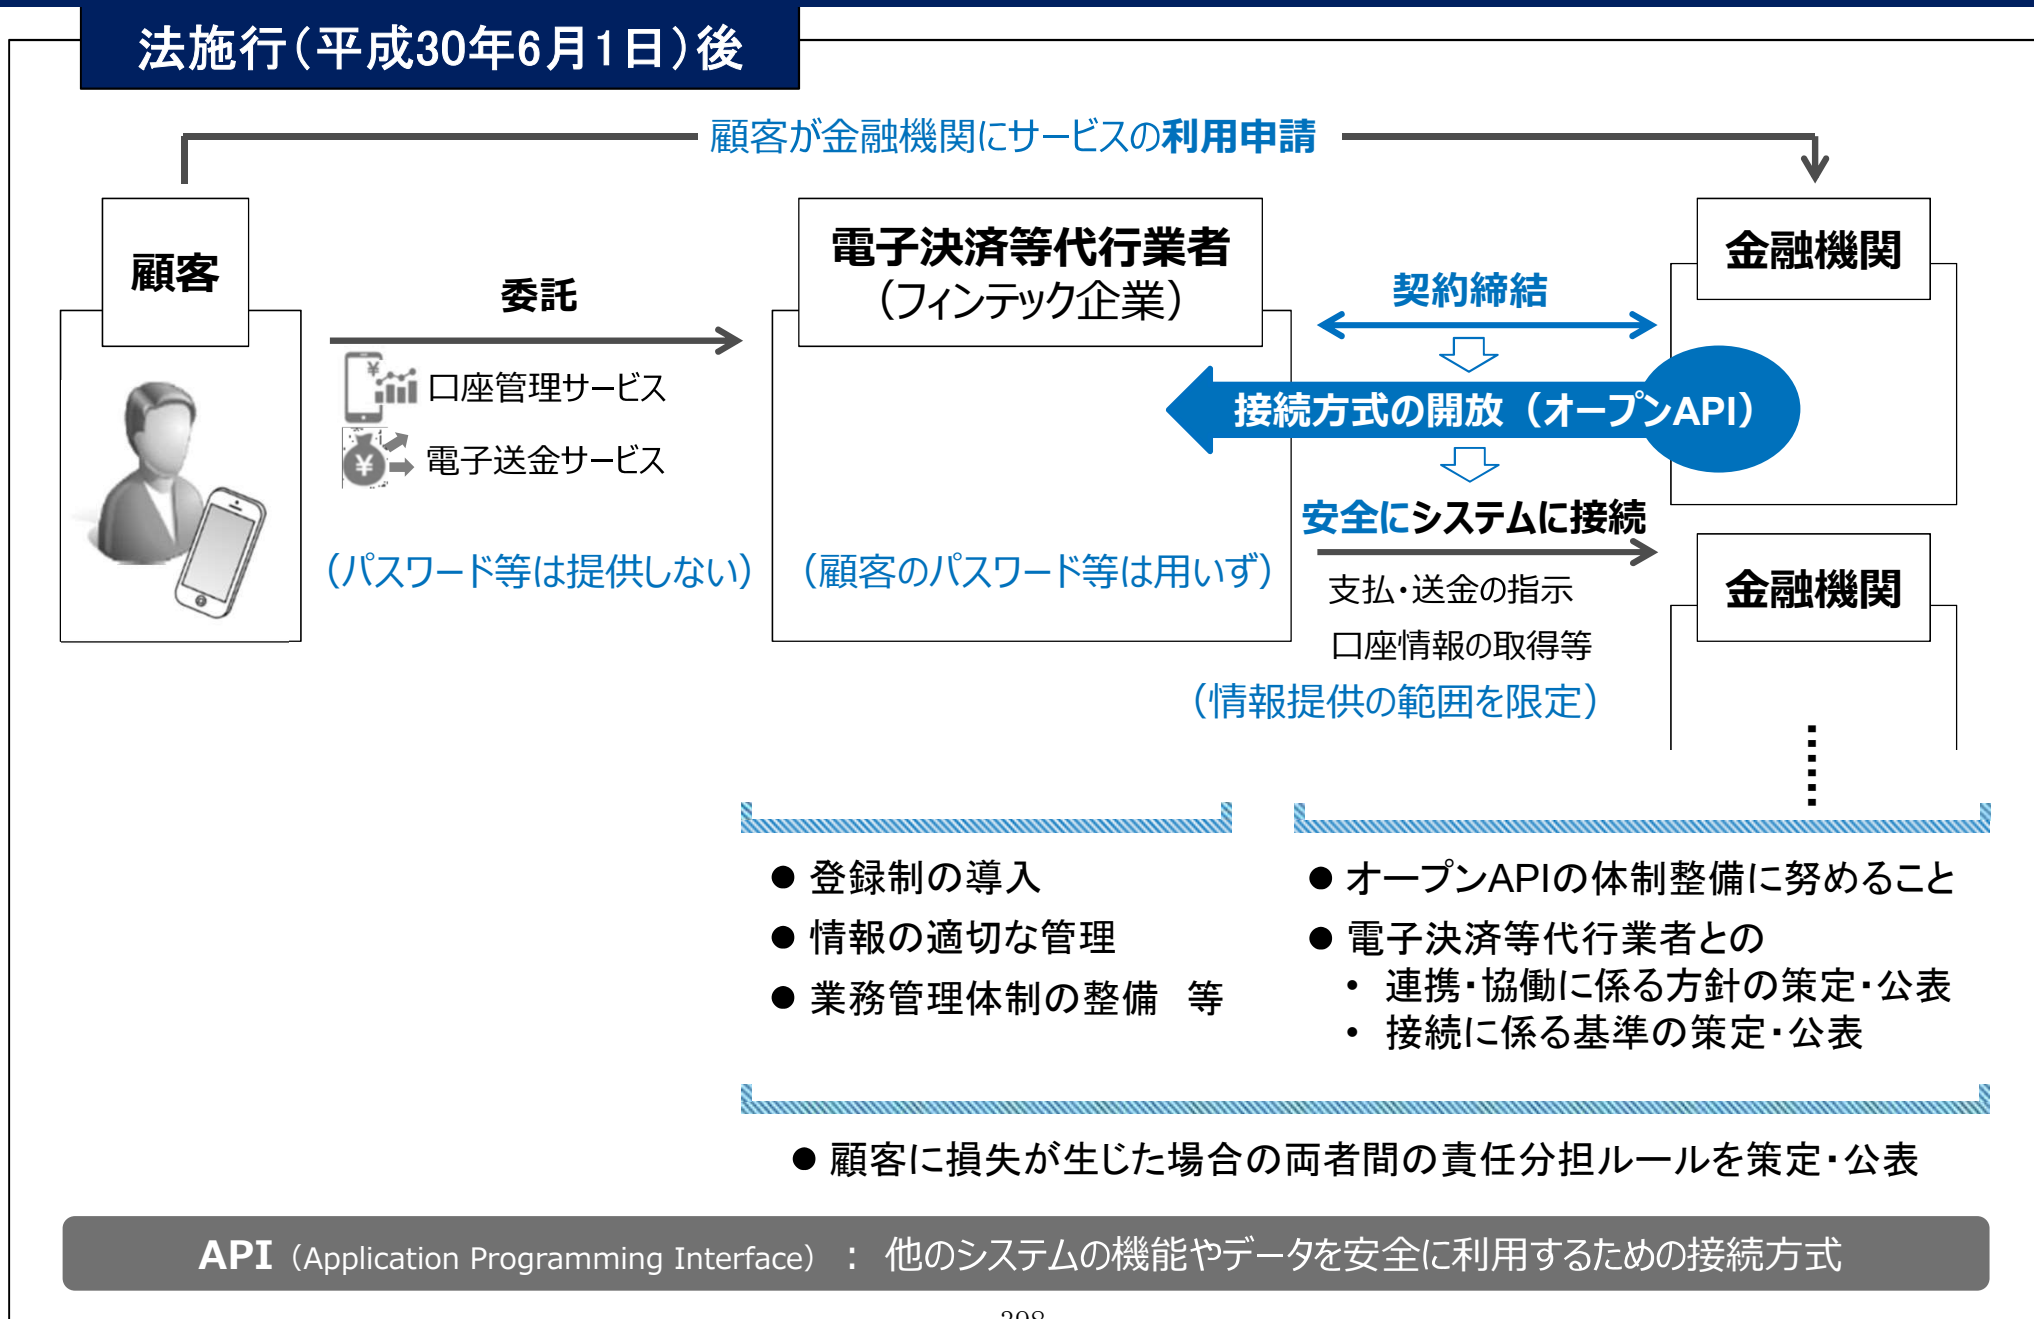 法施行(平成30年6月1日)後
顧客が金融機関にサービスの利用申請
顧客
委託
口座管理サービス
電子送金サービス
（パスワード等は提供しない）
電子決済等代行業者
（フィンテック企業）
（顧客のパスワード等は用いず）
契約締結
接続方式の開放（オープンAPI）
安全にシステムに接続
支払・送金の指示
口座情報の取得等
（情報提供の範囲を限定）
金融機関
金融機関
● 登録制の導入
● 情報の適切な管理
● 業務管理体制の整備　等
● オープンAPIの体制整備に努めること
● 電子決済等代行業者との
• 連携・協働に係る方針の策定・公表
• 接続に係る基準の策定・公表
● 顧客に損失が生じた場合の両者間の責任分担ルールを策定・公表
API（Application Programming Interface）： 他のシステムの機能やデータを安全に利用するための接続方式